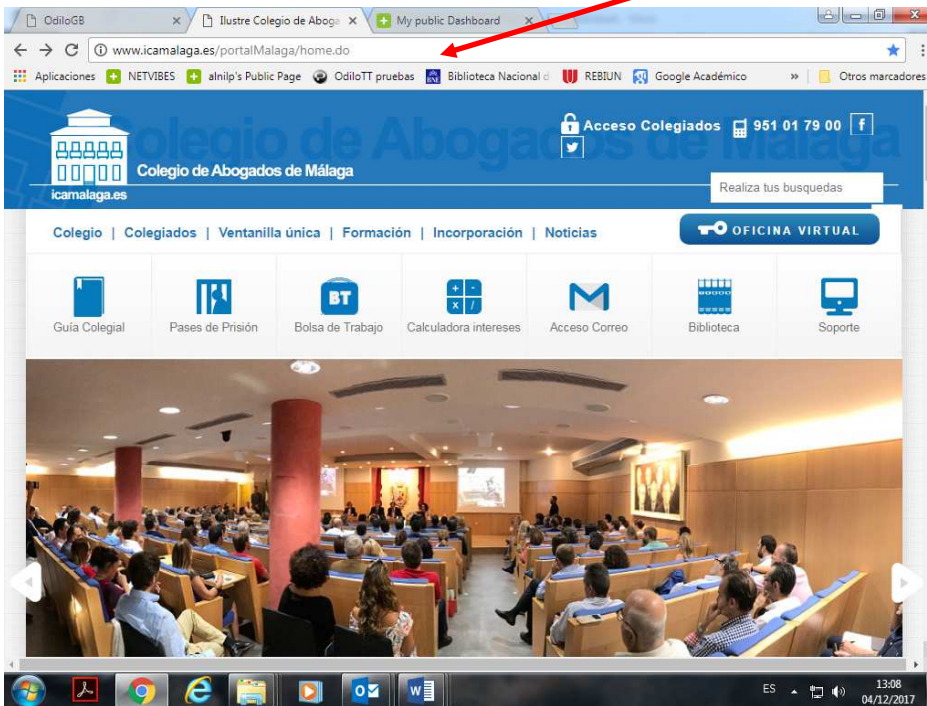 OdiloGB
Ilustre Colegio de Aboga
My public Dashboard
www.icamalaga.es/portalMalaga/home.do
Aplicaciones NETVIBES alnilp's Public Page OdiloTT pruebas BNE Biblioteca Nacional d REBIUN Google Académico » Otros marcadores
Colegio de Abogados de Málaga
Acceso Colegiados 951 01 79 00 f
Colegio de Abogados de Málaga
icamalaga.es
Realiza tus busquedas
Colegio | Colegiados | Ventanilla única | Formación | Incorporación | Noticias
OFICINA VIRTUAL
BT
Guía Colegial Pases de Prisión Bolsa de Trabajo Calculadora intereses Acceso Correo Biblioteca Soporte
ES 13:08
04/12/2017